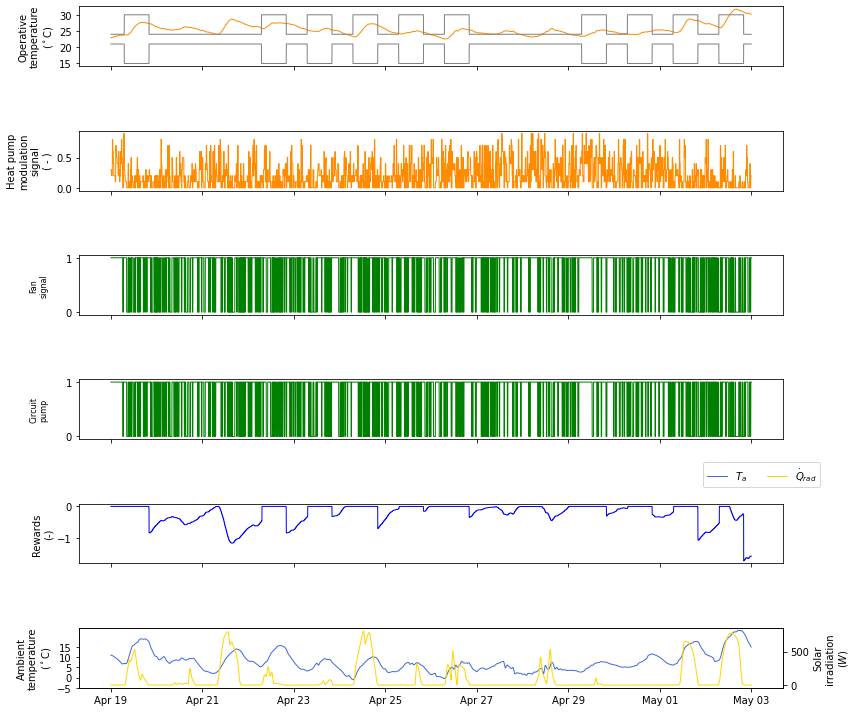 Operative
temperature
(°C)
30
25
20
15
Heat pump
modulation
signal
( - )
0.5
0.0
Fan
signal
1
0
Circuit
pump
1
0
Tₐ Q̇rad
Rewards
(-)
0
−1
Ambient
temperature
(°C)
15
10
5
0
−5
500
0
Solar
irradiation
(W)
Apr 19 Apr 21 Apr 23 Apr 25 Apr 27 Apr 29 May 01 May 03